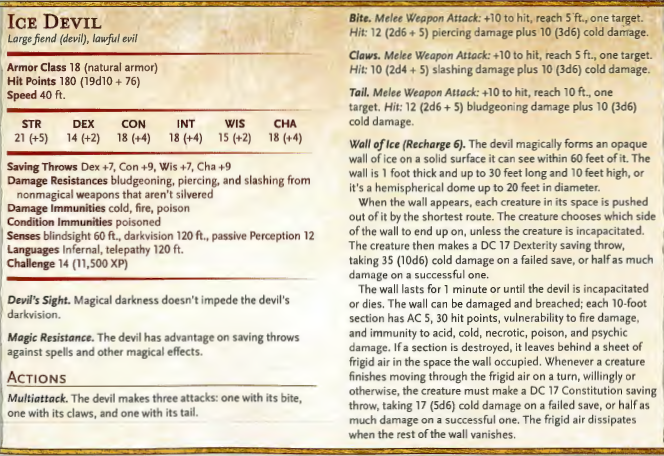 ICE DEVIL
Large fiend (devil), lawful evil
Armor Class 18 (natural armor)
Hit Points 180 (19d10 + 76)
Speed 40 ft.
STR DEX CON INT WIS CHA
21 (+5) 14 (+2) 18 (+4) 18 (+4) 15 (+2) 18 (+4)
Saving Throws Dex +7, Con +9, Wis +7, Cha +9
Damage Resistances bludgeoning, piercing, and slashing from
nonmagical weapons that aren't silvered
Damage Immunities cold, fire, poison
Condition Immunities poisoned
Senses blindsight 60 ft., darkvision 120 ft., passive Perception 12
Languages Infernal, telepathy 120 ft.
Challenge 14 (11,500 XP)
Devil's Sight. Magical darkness doesn't impede the devil's
darkvision.
Magic Resistance. The devil has advantage on saving throws
against spells and other magical effects.
ACTIONS
Multiattack. The devil makes three attacks: one with its bite,
one with its claws, and one with its tail.
Bite. Melee Weapon Attack: +10 to hit, reach 5 ft., one target.
Hit: 12 (2d6 + 5) piercing damage plus 10 (3d6) cold damage.
Claws. Melee Weapon Attack: +10 to hit, reach 5 ft., one target.
Hit: 10 (2d4 + 5) slashing damage plus 10 (3d6) cold damage.
Tail. Melee Weapon Attack: +10 to hit, reach 10 ft., one
target. Hit: 12 (2d6 + 5) bludgeoning damage plus 10 (3d6)
cold damage.
Wall of Ice (Recharge 6). The devil magically forms an opaque
wall of ice on a solid surface it can see within 60 feet of it. The
wall is 1 foot thick and up to 30 feet long and 10 feet high, or
it's a hemispherical dome up to 20 feet in diameter.
When the wall appears, each creature in its space is pushed
out of it by the shortest route. The creature chooses which side
of the wall to end up on, unless the creature is incapacitated.
The creature then makes a DC 17 Dexterity saving throw,
taking 35 (10d6) cold damage on a failed save, or half as much
damage on a successful one.
The wall lasts for 1 minute or until the devil is incapacitated
or dies. The wall can be damaged and breached; each 10-foot
section has AC 5, 30 hit points, vulnerability to fire damage,
and immunity to acid, cold, necrotic, poison, and psychic
damage. If a section is destroyed, it leaves behind a sheet of
frigid air in the space the wall occupied. Whenever a creature
finishes moving through the frigid air on a turn, willingly or
otherwise, the creature must make a DC 17 Constitution saving
throw, taking 17 (5d6) cold damage on a failed save, or half as
much damage on a successful one. The frigid air dissipates
when the rest of the wall vanishes.